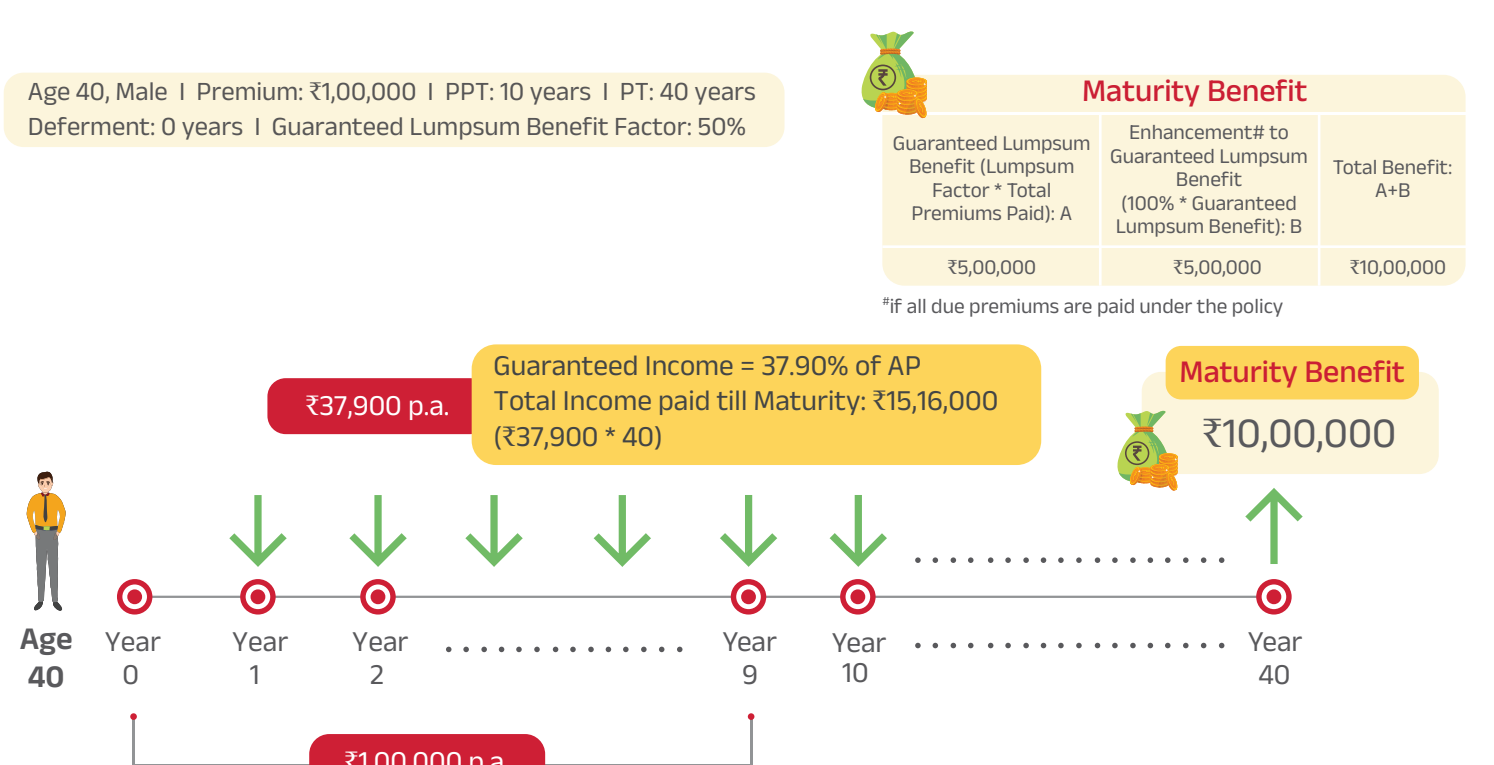 Age 40, Male I Premium: ₹1,00,000 I PPT: 10 years I PT: 40 years
Deferment: 0 years I Guaranteed Lumpsum Benefit Factor: 50%
₹
Maturity Benefit
Guaranteed Lumpsum
Benefit (Lumpsum
Factor * Total
Premiums Paid): A
Enhancement# to
Guaranteed Lumpsum
Benefit
(100% * Guaranteed
Lumpsum Benefit): B
Total Benefit:
A+B
₹5,00,000
₹5,00,000
₹10,00,000
#if all due premiums are paid under the policy
₹37,900 p.a.
Guaranteed Income = 37.90% of AP
Total Income paid till Maturity: ₹15,16,000
(₹37,900 * 40)
Maturity Benefit
₹10,00,000
₹
Age
40
Year
0
Year
1
Year
2
Year
9
Year
10
Year
40
₹1,00,000 p.a.